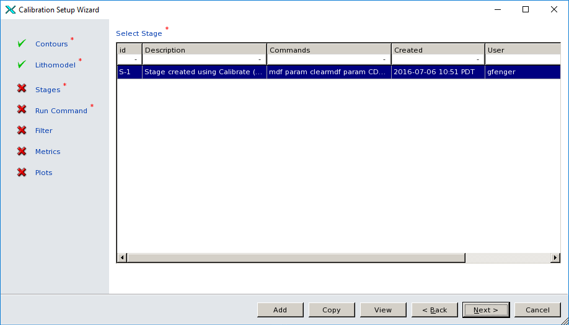 Calibration Setup Wizard
Contours *
Lithomodel *
Stages *
Run Command *
Filter
Metrics
Plots
Select Stage *
id Description Commands Created User
S-1 Stage created using Calibrate (... mdf param clearmdf param CD... 2016-07-06 10:51 PDT gfenger
Add Copy View < Back Next > Cancel